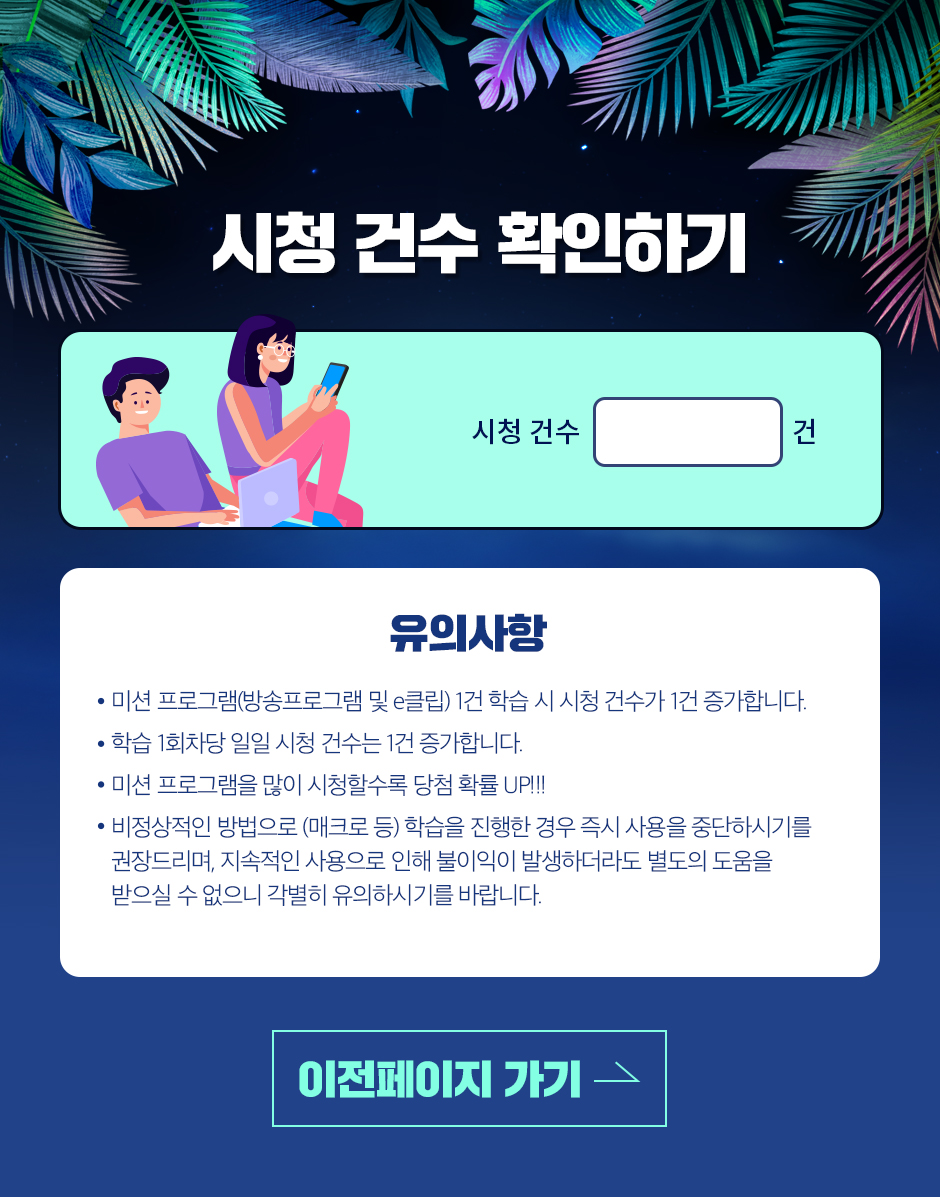 시청 건수 확인하기
시청 건수 건
유의사항
• 미션 프로그램(방송프로그램 및 e클립) 1건 학습 시 시청 건수가 1건 증가합니다.
• 학습 1회차당 일일 시청 건수는 1건 증가합니다.
• 미션 프로그램을 많이 시청할수록 당첨 확률 UP!!!
• 비정상적인 방법으로 (매크로 등) 학습을 진행한 경우 즉시 사용을 중단하시기를
권장드리며, 지속적인 사용으로 인해 불이익이 발생하더라도 별도의 도움을
받으실 수 없으니 각별히 유의하시기를 바랍니다.
이전페이지 가기